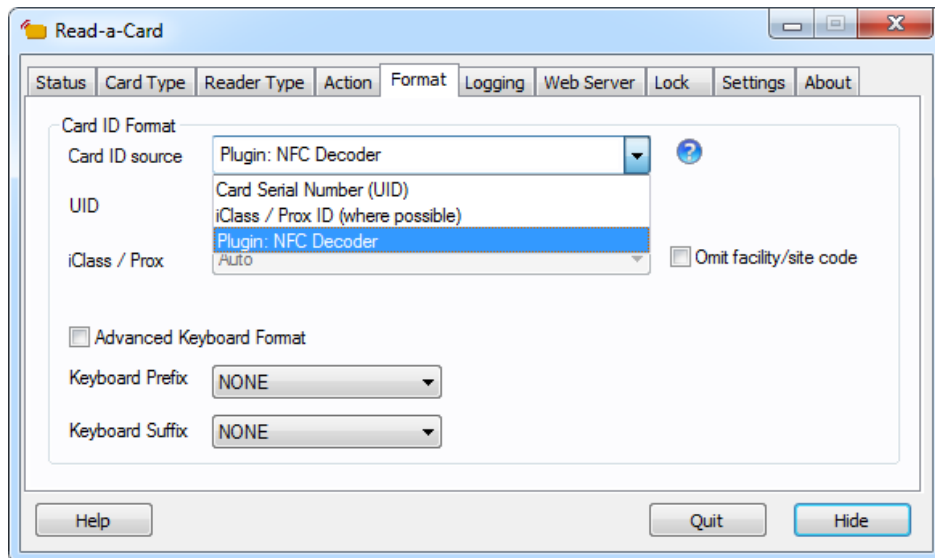 Read-a-Card
Status Card Type Reader Type Action Format Logging Web Server Lock Settings About
Card ID Format
Card ID source Plugin: NFC Decoder
Card Serial Number (UID)
UID
iClass / Prox ID (where possible)
Plugin: NFC Decoder
iClass / Prox Auto Omit facility/site code
Advanced Keyboard Format
Keyboard Prefix NONE
Keyboard Suffix NONE
Help Quit Hide